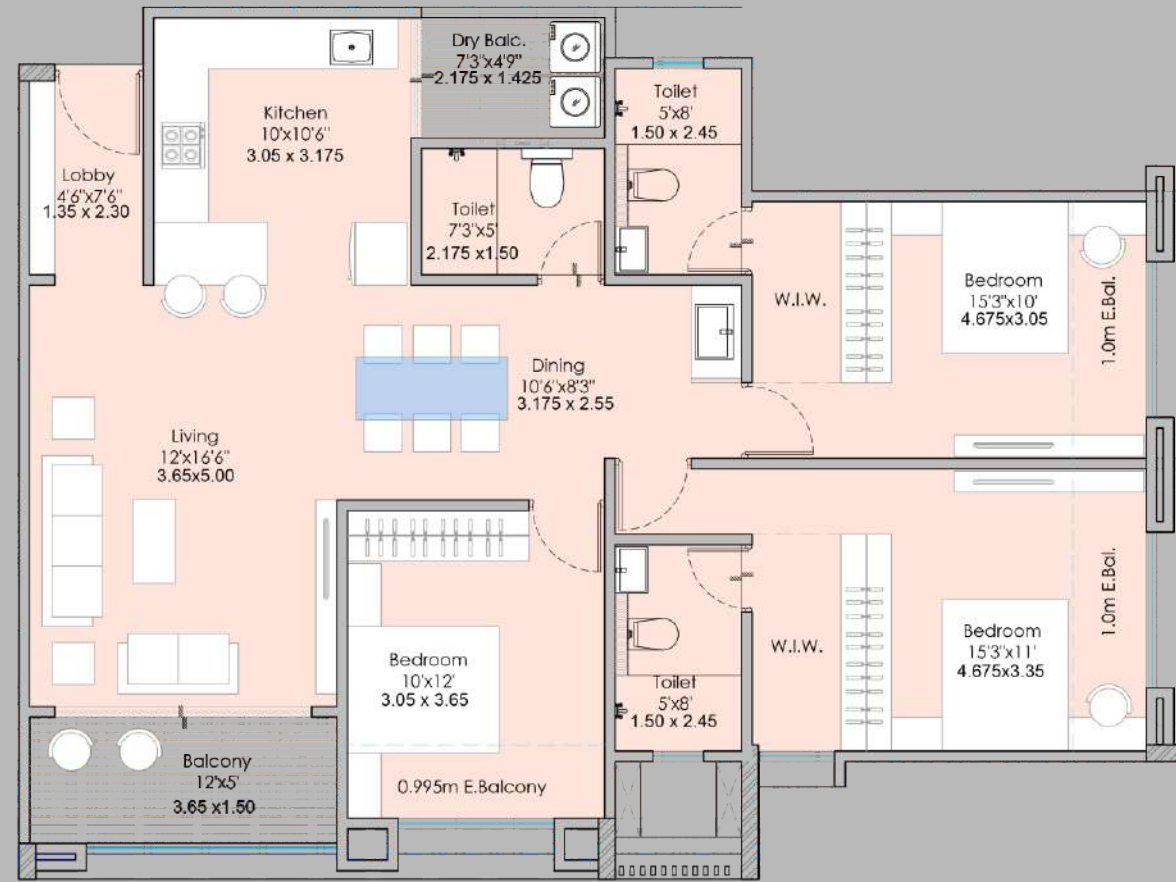 Dry Balc.
7'3"x4'9"
2.175 x 1.425
Toilet
5'x8'
1.50 x 2.45
Kitchen
10'x10'6"
3.05 x 3.175
Lobby
4'6"x7'6"
1.35 x 2.30
Toilet
7'3"x5'
2.175 x1.50
W.I.W.
Bedroom
15'3"x10'
4.675x3.05
1.0m E.Bal.
Dining
10'6"x8'3"
3.175 x 2.55
Living
12'x16'6"
3.65x5.00
Bedroom
10'x12'
3.05 x 3.65
0.995m E.Balcony
Toilet
5'x8'
1.50 x 2.45
W.I.W.
Bedroom
15'3"x11'
4.675x3.35
1.0m E.Bal.
Balcony
12'x5'
3.65 x1.50